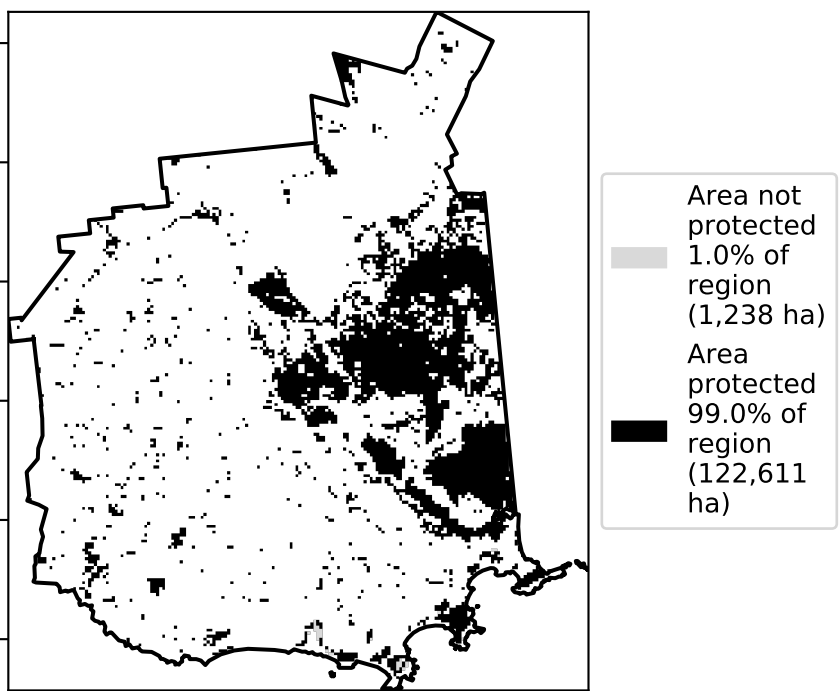 Area not
protected
1.0% of
region
(1,238 ha)
Area
protected
99.0% of
region
(122,611
ha)